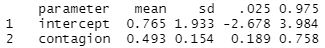 parameter mean sd .025 0.975
1 intercept 0.765 1.933 -2.678 3.984
2 contagion 0.493 0.154 0.189 0.758